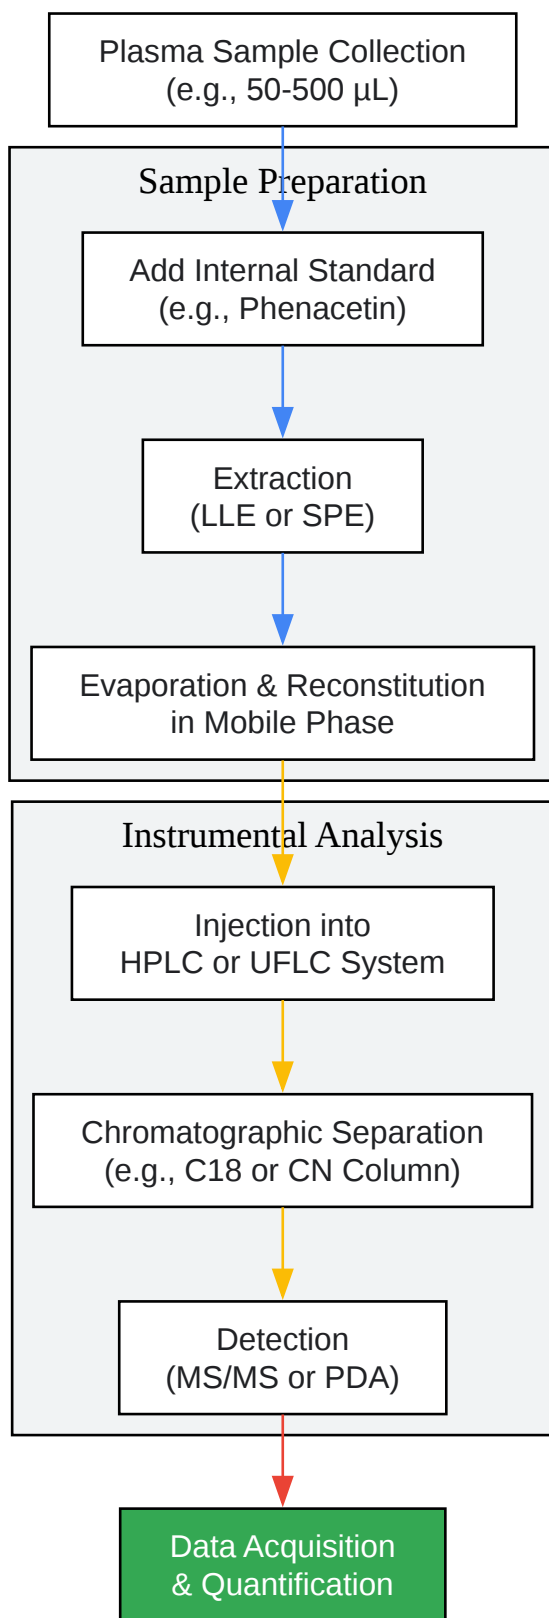 Plasma Sample Collection
(e.g., 50-500 µL)
Sample Preparation
Add Internal Standard
(e.g., Phenacetin)
Extraction
(LLE or SPE)
Evaporation & Reconstitution
in Mobile Phase
Instrumental Analysis
Injection into
HPLC or UFLC System
Chromatographic Separation
(e.g., C18 or CN Column)
Detection
(MS/MS or PDA)
Data Acquisition
& Quantification